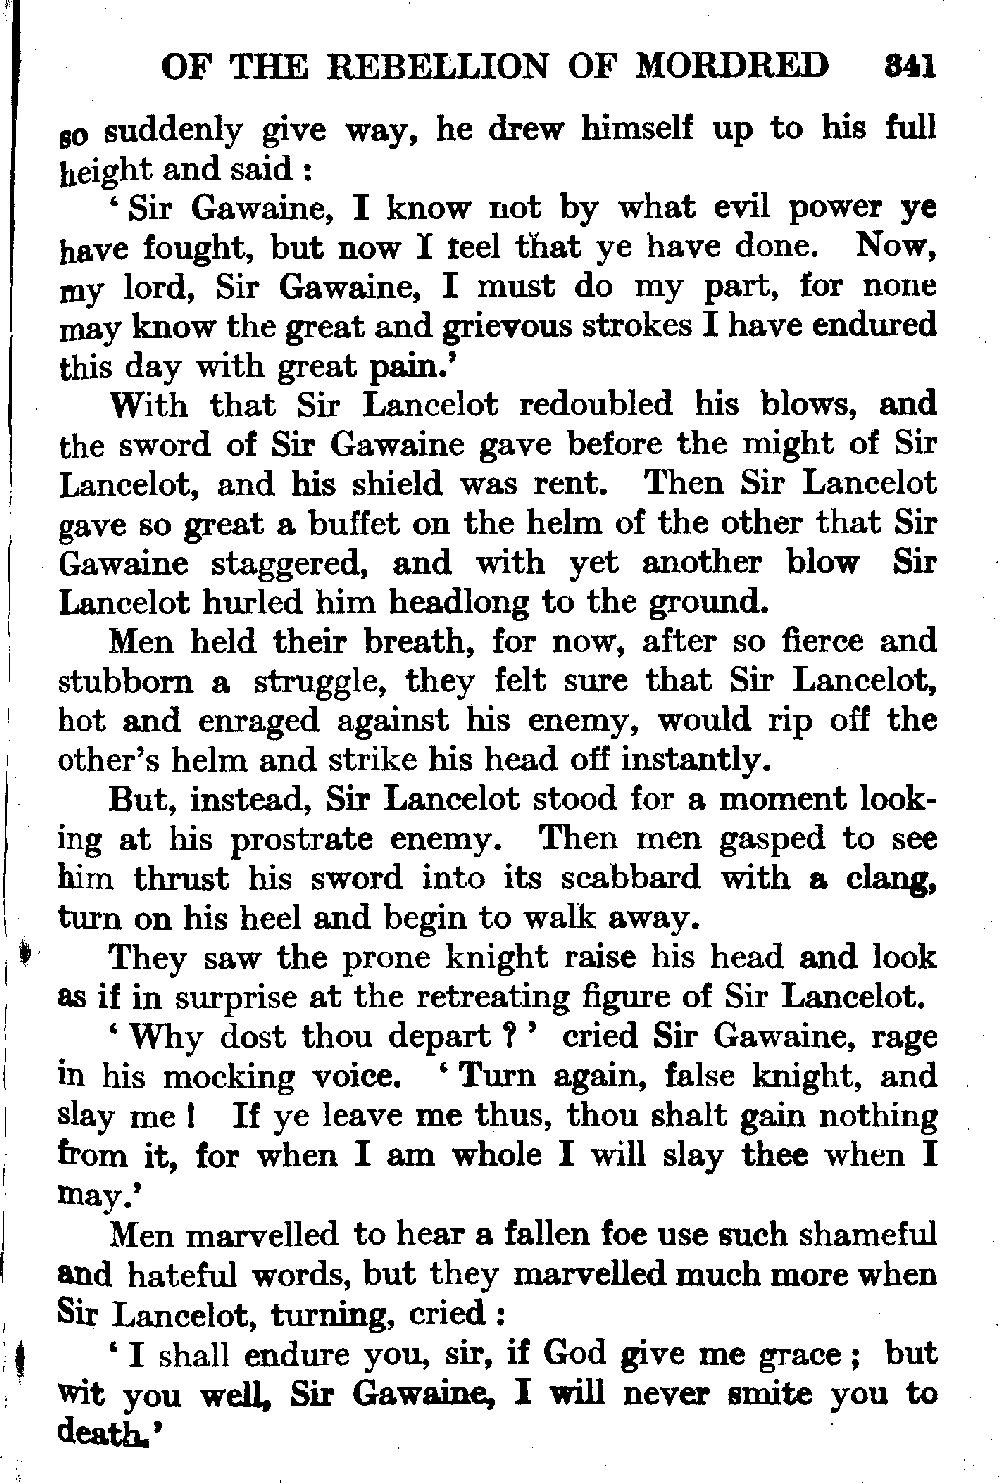 OF THE REBELLION OF MORDRED 341
so suddenly give way, he drew himself up to his full
height and said :
‘ Sir Gawaine, I know not by what evil power ye
have fought, but now I feel that ye have done. Now,
my lord, Sir Gawaine, I must do my part, for none
may know the great and grievous strokes I have endured
this day with great pain.’
With that Sir Lancelot redoubled his blows, and
the sword of Sir Gawaine gave before the might of Sir
Lancelot, and his shield was rent. Then Sir Lancelot
gave so great a buffet on the helm of the other that Sir
Gawaine staggered, and with yet another blow Sir
Lancelot hurled him headlong to the ground.
Men held their breath, for now, after so fierce and
stubborn a struggle, they felt sure that Sir Lancelot,
hot and enraged against his enemy, would rip off the
other’s helm and strike his head off instantly.
But, instead, Sir Lancelot stood for a moment look-
ing at his prostrate enemy. Then men gasped to see
him thrust his sword into its scabbard with a clang,
turn on his heel and begin to walk away.
They saw the prone knight raise his head and look
as if in surprise at the retreating figure of Sir Lancelot.
‘ Why dost thou depart ? ’ cried Sir Gawaine, rage
in his mocking voice. ‘ Turn again, false knight, and
slay me ! If ye leave me thus, thou shalt gain nothing
from it, for when I am whole I will slay thee when I
may.’
Men marvelled to hear a fallen foe use such shameful
and hateful words, but they marvelled much more when
Sir Lancelot, turning, cried :
‘ I shall endure you, sir, if God give me grace ; but
wit you well, Sir Gawaine, I will never smite you to
death.’